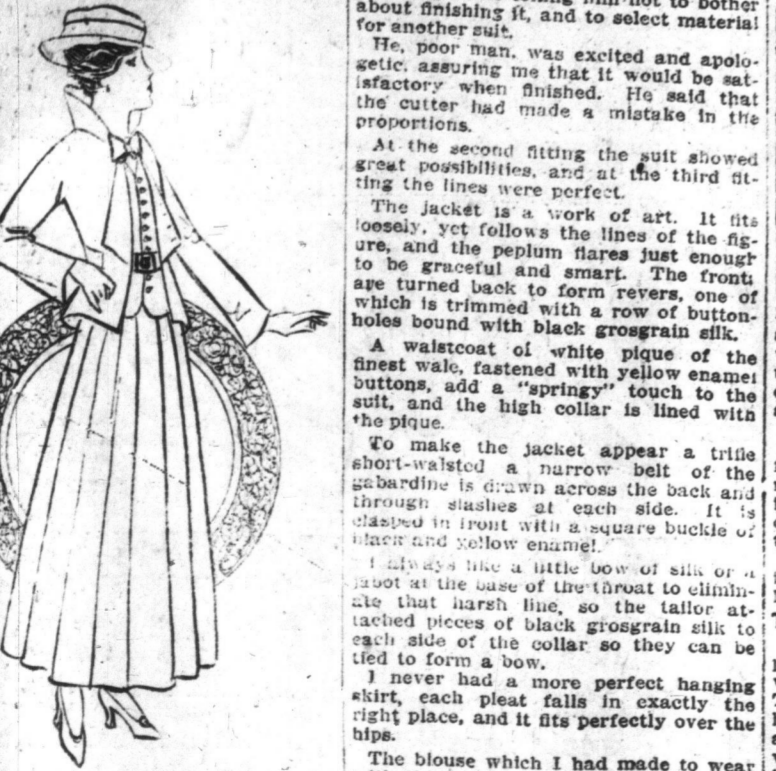 not to bother
about finishing it, and to select material
for another suit.
He, poor man, was excited and apolo-
getic, assuring me that it would be sat-
isfactory when finished. He said that
the cutter had made a mistake in the
proportions.
At the second fitting the suit showed
great possibilities, and at the third fit-
ting the lines were perfect.
The jacket is a work of art. It fits
loosely, yet follows the lines of the fig-
ure, and the peplum flares just enough
to be graceful and smart. The fronts
are turned back to form revers, one of
which is trimmed with a row of button-
holes bound with black grosgrain silk.
A waistcoat of white pique of the
finest wale, fastened with yellow enamel
buttons, add a "springy" touch to the
suit, and the high collar is lined with
the pique.
To make the jacket appear a trifle
short-waisted a narrow belt of the
gabardine is drawn across the back and
through slashes at each side. It is
clasped in front with a square buckle of
black and yellow enamel.
I always like a little bow of silk or a
jabot at the base of the throat to elimin-
ate that harsh line, so the tailor at-
tached pieces of black grosgrain silk to
each side of the collar so they can be
tied to form a bow.
I never had a more perfect hanging
skirt, each pleat falls in exactly the
right place, and it fits perfectly over the
hips.
The blouse which I had made to wear